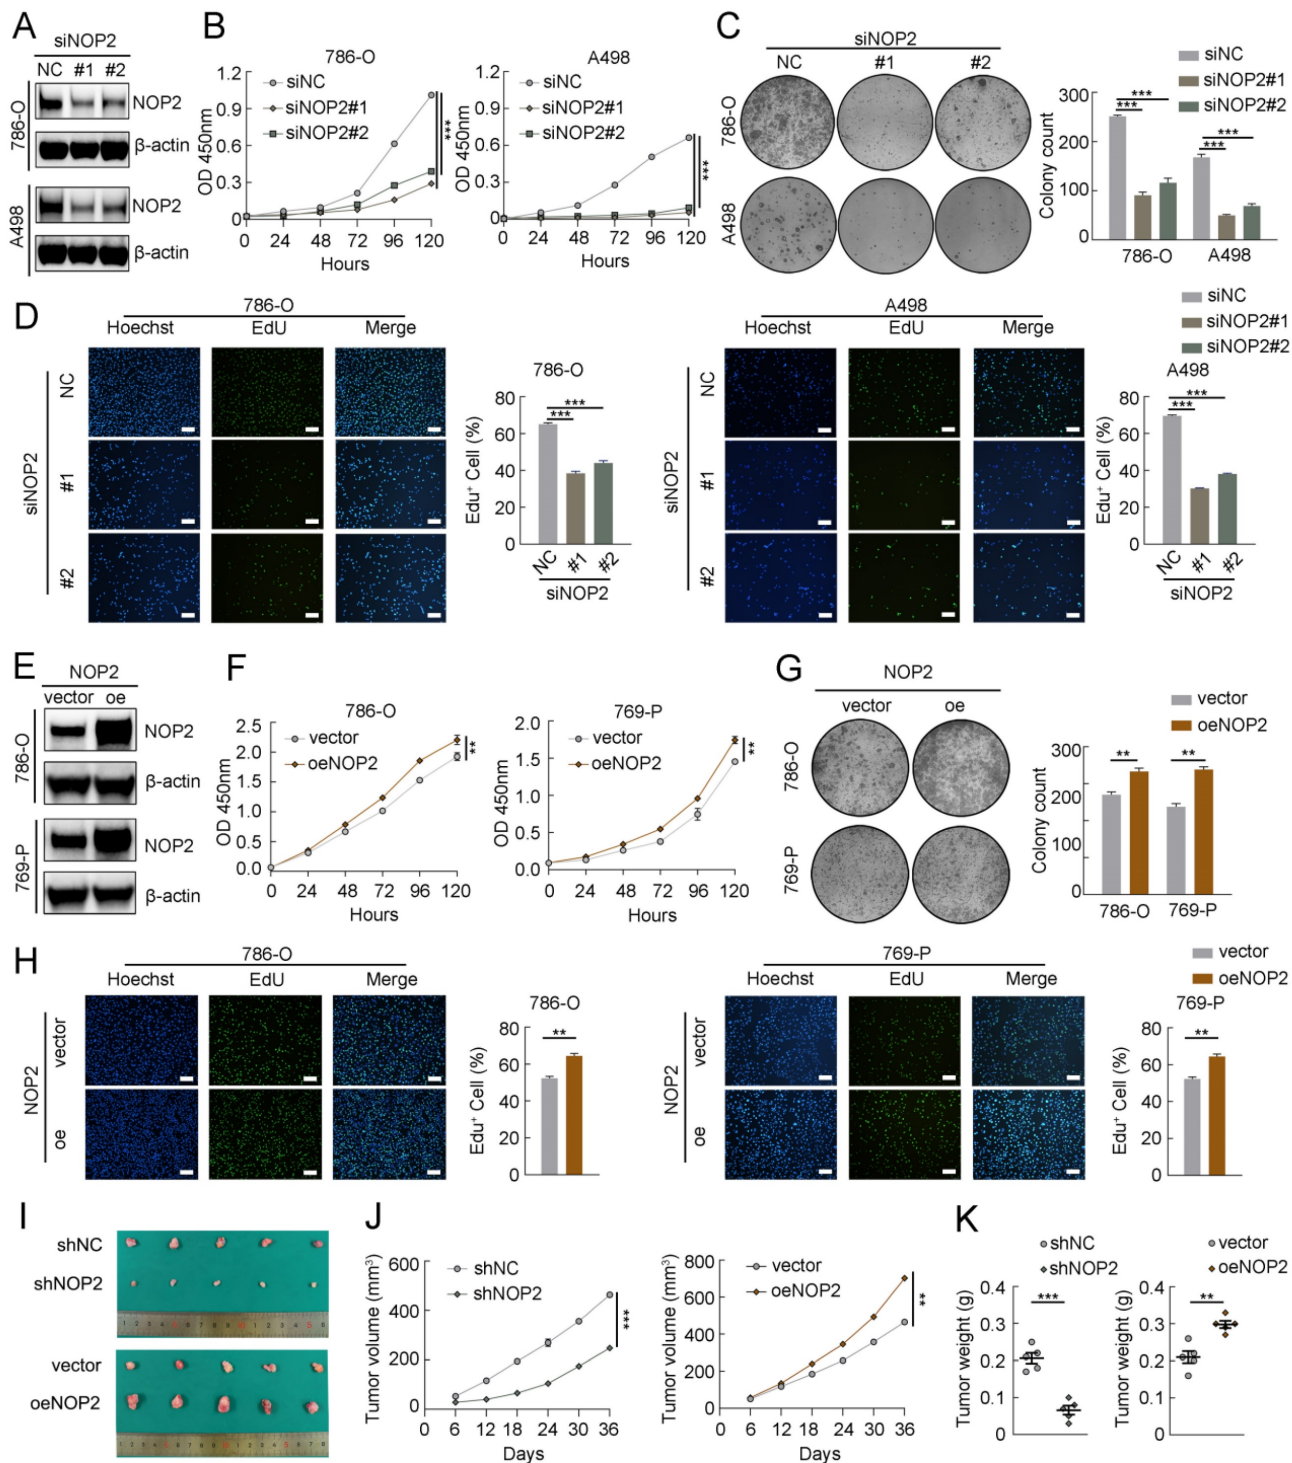 A
siNOP2
NC #1 #2
786-O
NOP2
β-actin
A498
NOP2
β-actin
B
786-O
1.2
0.9
0.6
0.3
0
OD 450nm
siNC
siNOP2#1
siNOP2#2
***
0 24 48 72 96 120
Hours
A498
1.2
0.9
0.6
0.3
0
OD 450nm
siNC
siNOP2#1
siNOP2#2
***
0 24 48 72 96 120
Hours
C
siNOP2
NC #1 #2
786-O
A498
siNC
siNOP2#1
siNOP2#2
300
200
100
0
Colony count
***
***
***
***
786-O A498
D
786-O
Hoechst EdU Merge
siNOP2
NC
#1
#2
786-O
80
60
40
20
0
Edu⁺ Cell (%)
***
***
NC #1 #2
siNOP2
A498
Hoechst EdU Merge
siNOP2
NC
#1
#2
siNC
siNOP2#1
siNOP2#2
A498
80
60
40
20
0
Edu⁺ Cell (%)
***
***
NC #1 #2
siNOP2
E
NOP2
vector oe
786-O
NOP2
β-actin
769-P
NOP2
β-actin
F
786-O
2.5
2.0
1.5
1.0
0.5
0.0
OD 450nm
vector
oeNOP2
**
0 24 48 72 96 120
Hours
769-P
2.0
1.5
1.0
0.5
0.0
OD 450nm
vector
oeNOP2
**
0 24 48 72 96 120
Hours
G
NOP2
vector oe
786-O
769-P
vector
oeNOP2
300
200
100
0
Colony count
** **
786-O 769-P
H
786-O
Hoechst EdU Merge
NOP2
vector
oe
786-O
80
60
40
20
0
Edu⁺ Cell (%)
**
769-P
Hoechst EdU Merge
NOP2
vector
oe
vector
oeNOP2
769-P
80
60
40
20
0
Edu⁺ Cell (%)
**
I
shNC
shNOP2
vector
oeNOP2
J
600
400
200
0
Tumor volume (mm³)
shNC
shNOP2
***
0 6 12 18 24 30 36
Days
800
600
400
200
0
Tumor volume (mm³)
vector
oeNOP2
**
0 6 12 18 24 30 36
Days
K
shNC
shNOP2
0.4
0.3
0.2
0.1
0
Tumor weight (g)
***
vector
oeNOP2
0.4
0.3
0.2
0.1
0
Tumor weight (g)
**